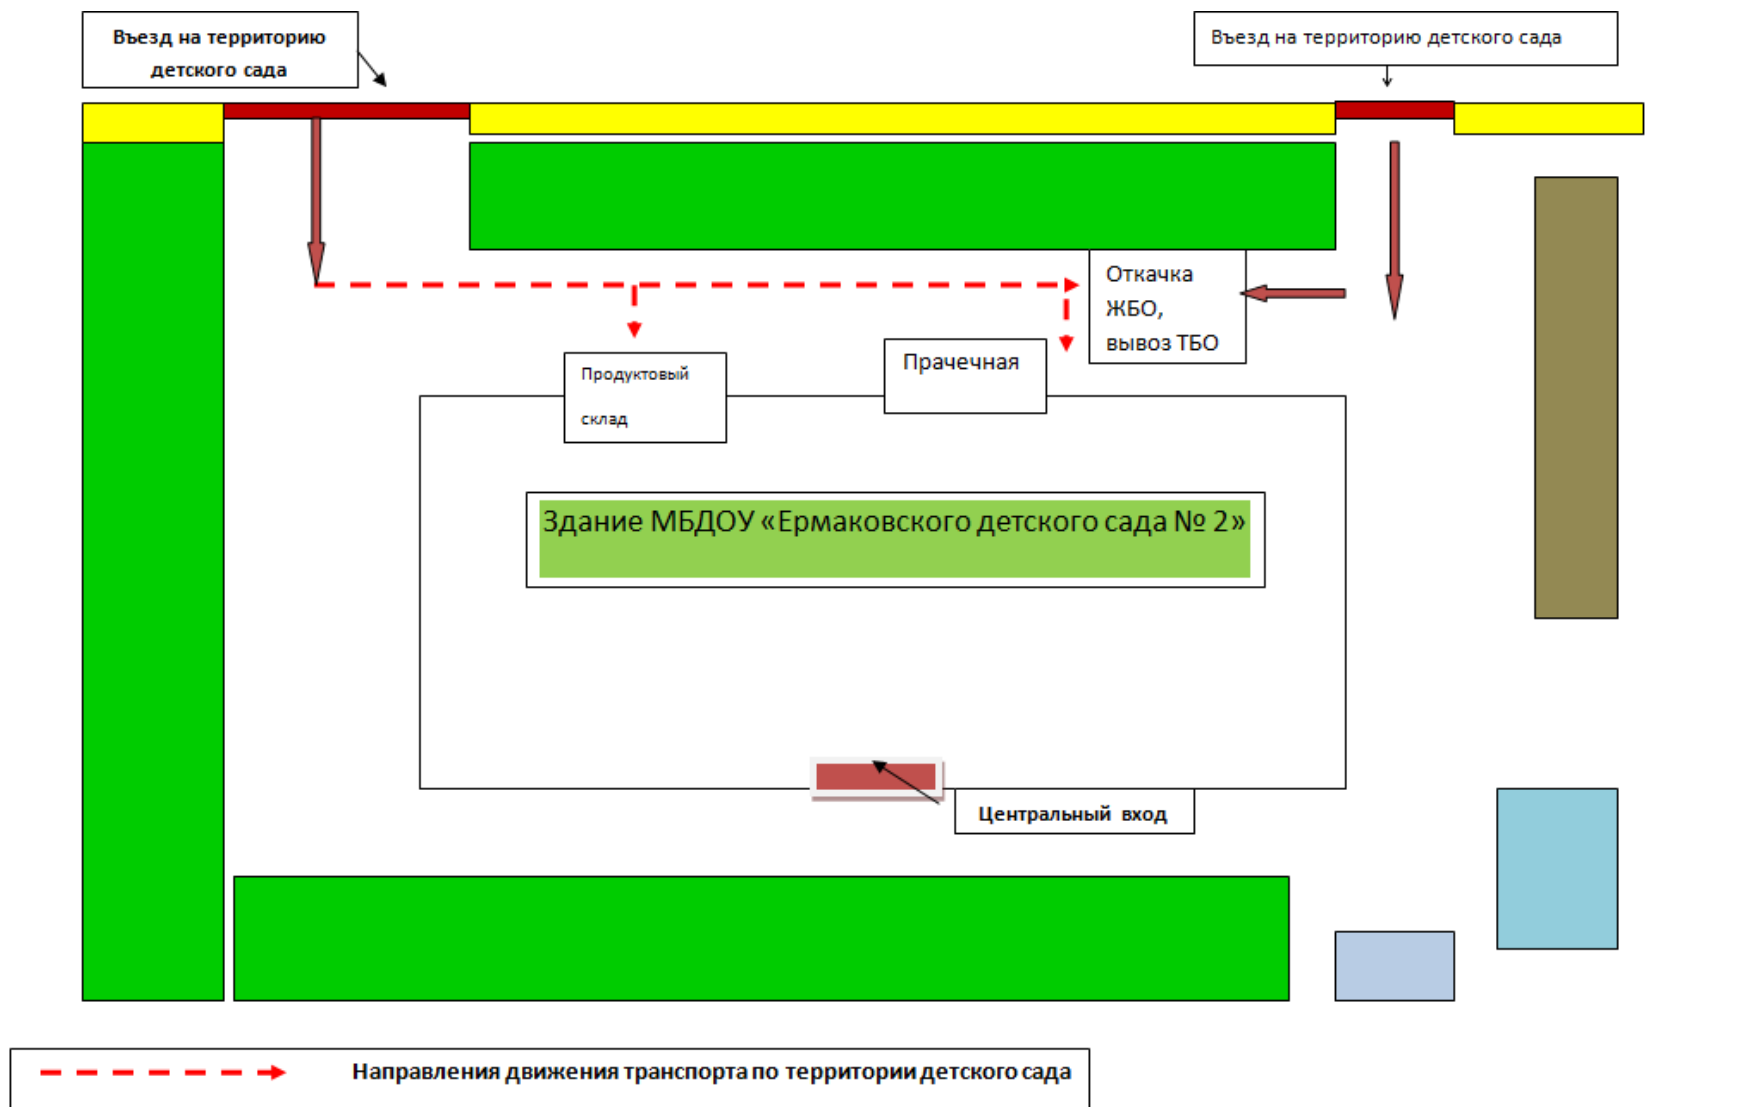 Въезд на территорию
детского сада
Въезд на территорию детского сада
Откачка
ЖБО,
вывоз ТБО
Прачечная
Продуктовый
склад
Здание МБДОУ «Ермаковского детского сада № 2»
Центральный вход
Направления движения транспорта по территории детского сада